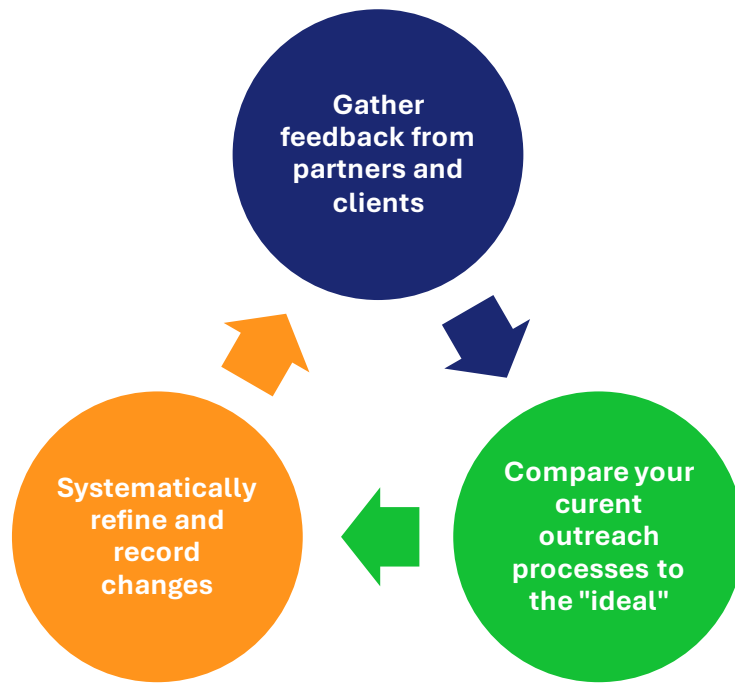 Gather
feedback from
partners and
clients
Compare your
curent
outreach
processes to
the "ideal"
Systematically
refine and
record
changes